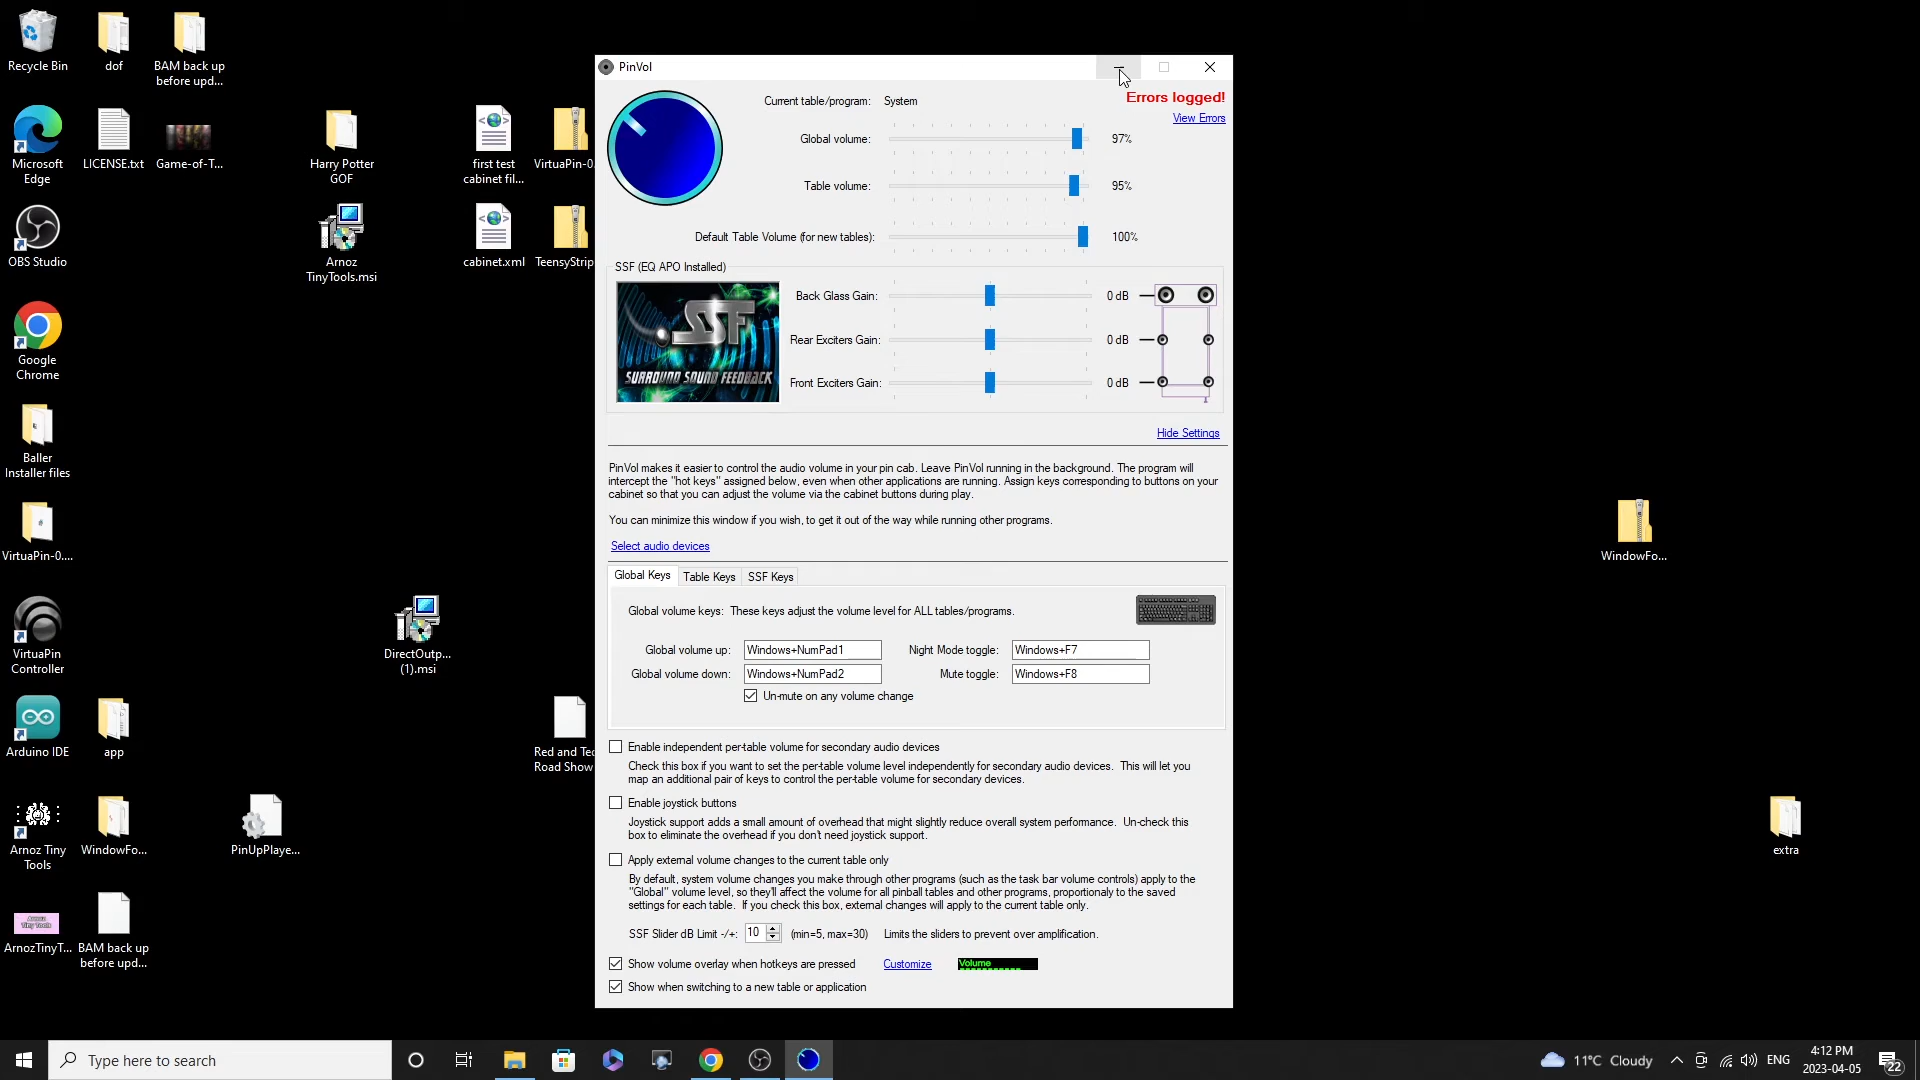 Recycle Bin
dof
BAM back up
before upd...
Microsoft
Edge
LICENSE.txt
Game-of-T...
Harry Potter
GOF
first test
cabinet fil...
VirtuaPin-0.
OBS Studio
Arnoz
TinyTools.msi
cabinet.xml
TeensyStrip
Google
Chrome
Baller
Installer files
VirtuaPin-0....
VirtuaPin
Controller
DirectOutp...
(1).msi
Arduino IDE
app
Red and Tec
Road Show
Arnoz Tiny
Tools
WindowFo...
PinUpPlaye...
ArnozTinyT...
BAM back up
before upd...
PinVol
Errors logged!
View Errors
Current table/program: System
Global volume: 97%
Table volume: 95%
Default Table Volume (for new tables): 100%
SSF (EQ APO Installed)
SSF
SURROUND SOUND FEEDBACK
Back Glass Gain: 0 dB
Rear Exciters Gain: 0 dB
Front Exciters Gain: 0 dB
Hide Settings
PinVol makes it easier to control the audio volume in your pin cab. Leave PinVol running in the background. The program will
intercept the "hot keys" assigned below, even when other applications are running. Assign keys corresponding to buttons on your
cabinet so that you can adjust the volume via the cabinet buttons during play.
You can minimize this window if you wish, to get it out of the way while running other programs.
Select audio devices
Global Keys Table Keys SSF Keys
Global volume keys: These keys adjust the volume level for ALL tables/programs.
Global volume up: Windows+NumPad1 Night Mode toggle: Windows+F7
Global volume down: Windows+NumPad2 Mute toggle: Windows+F8
Un-mute on any volume change
Enable independent per-table volume for secondary audio devices
Check this box if you want to set the per-table volume level independently for secondary audio devices. This will let you
map an additional pair of keys to control the per-table volume for secondary devices.
Enable joystick buttons
Joystick support adds a small amount of overhead that might slightly reduce overall system performance. Un-check this
box to eliminate the overhead if you don't need joystick support.
Apply external volume changes to the current table only
By default, system volume changes you make through other programs (such as the task bar volume controls) apply to the
"Global" volume level, so they'll affect the volume for all pinball tables and other programs, proportionaly to the saved
settings for each table. If you check this box, external changes will apply to the current table only.
SSF Slider dB Limit -/+: 10 (min=5, max=30) Limits the sliders to prevent over amplification.
Show volume overlay when hotkeys are pressed Customize Volume
Show when switching to a new table or application
WindowFo...
extra
Type here to search
11°C Cloudy
ENG
4:12 PM
2023-04-05
22